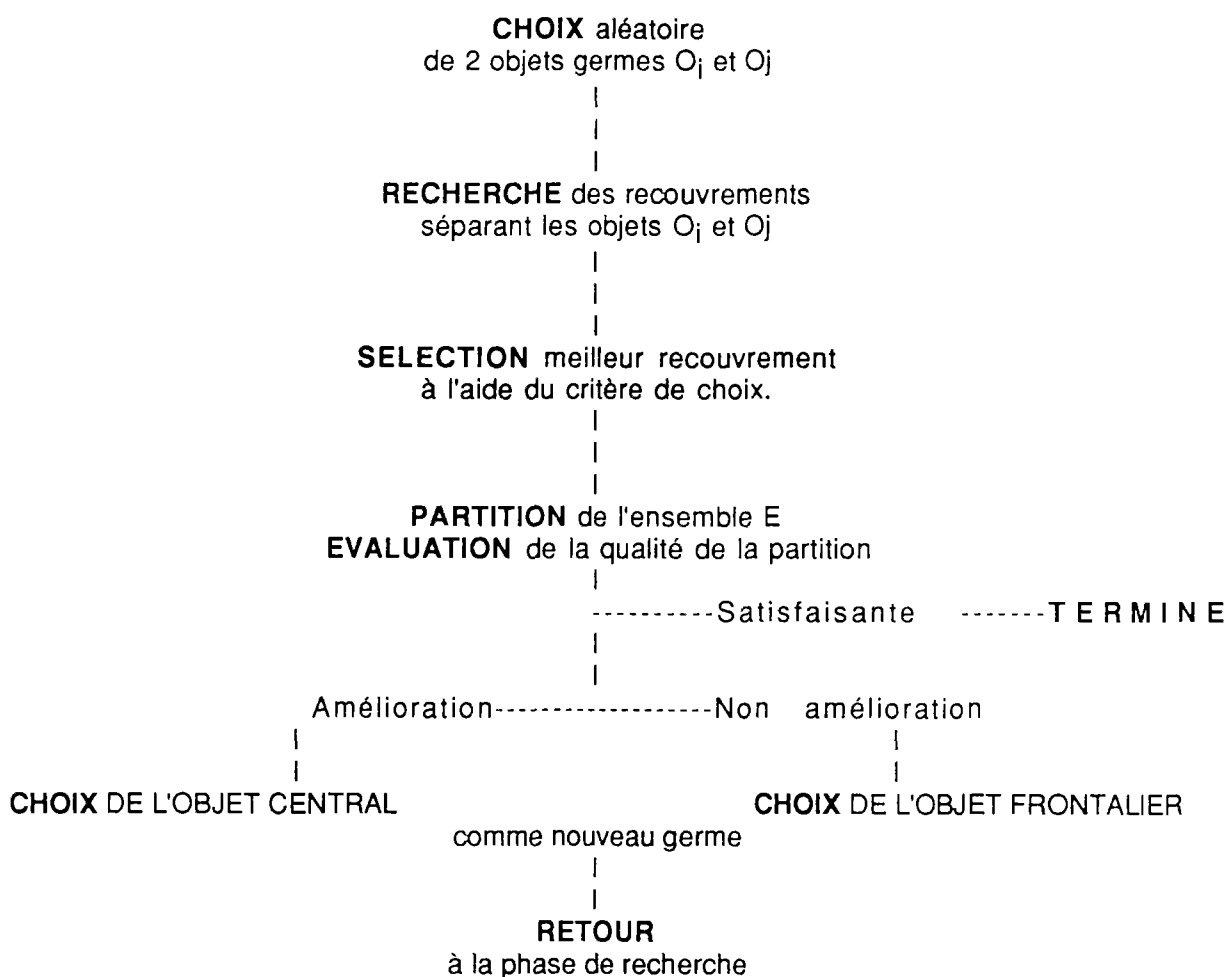 CHOIX aléatoire
de 2 objets germes Oi et Oj
RECHERCHE des recouvrements
séparant les objets Oi et Oj
SELECTION meilleur recouvrement
à l'aide du critère de choix.
PARTITION de l'ensemble E
EVALUATION de la qualité de la partition
----------Satisfaisante -------TERMINE
Amélioration-------------------Non amélioration
CHOIX DE L'OBJET CENTRAL CHOIX DE L'OBJET FRONTALIER
comme nouveau germe
RETOUR
à la phase de recherche